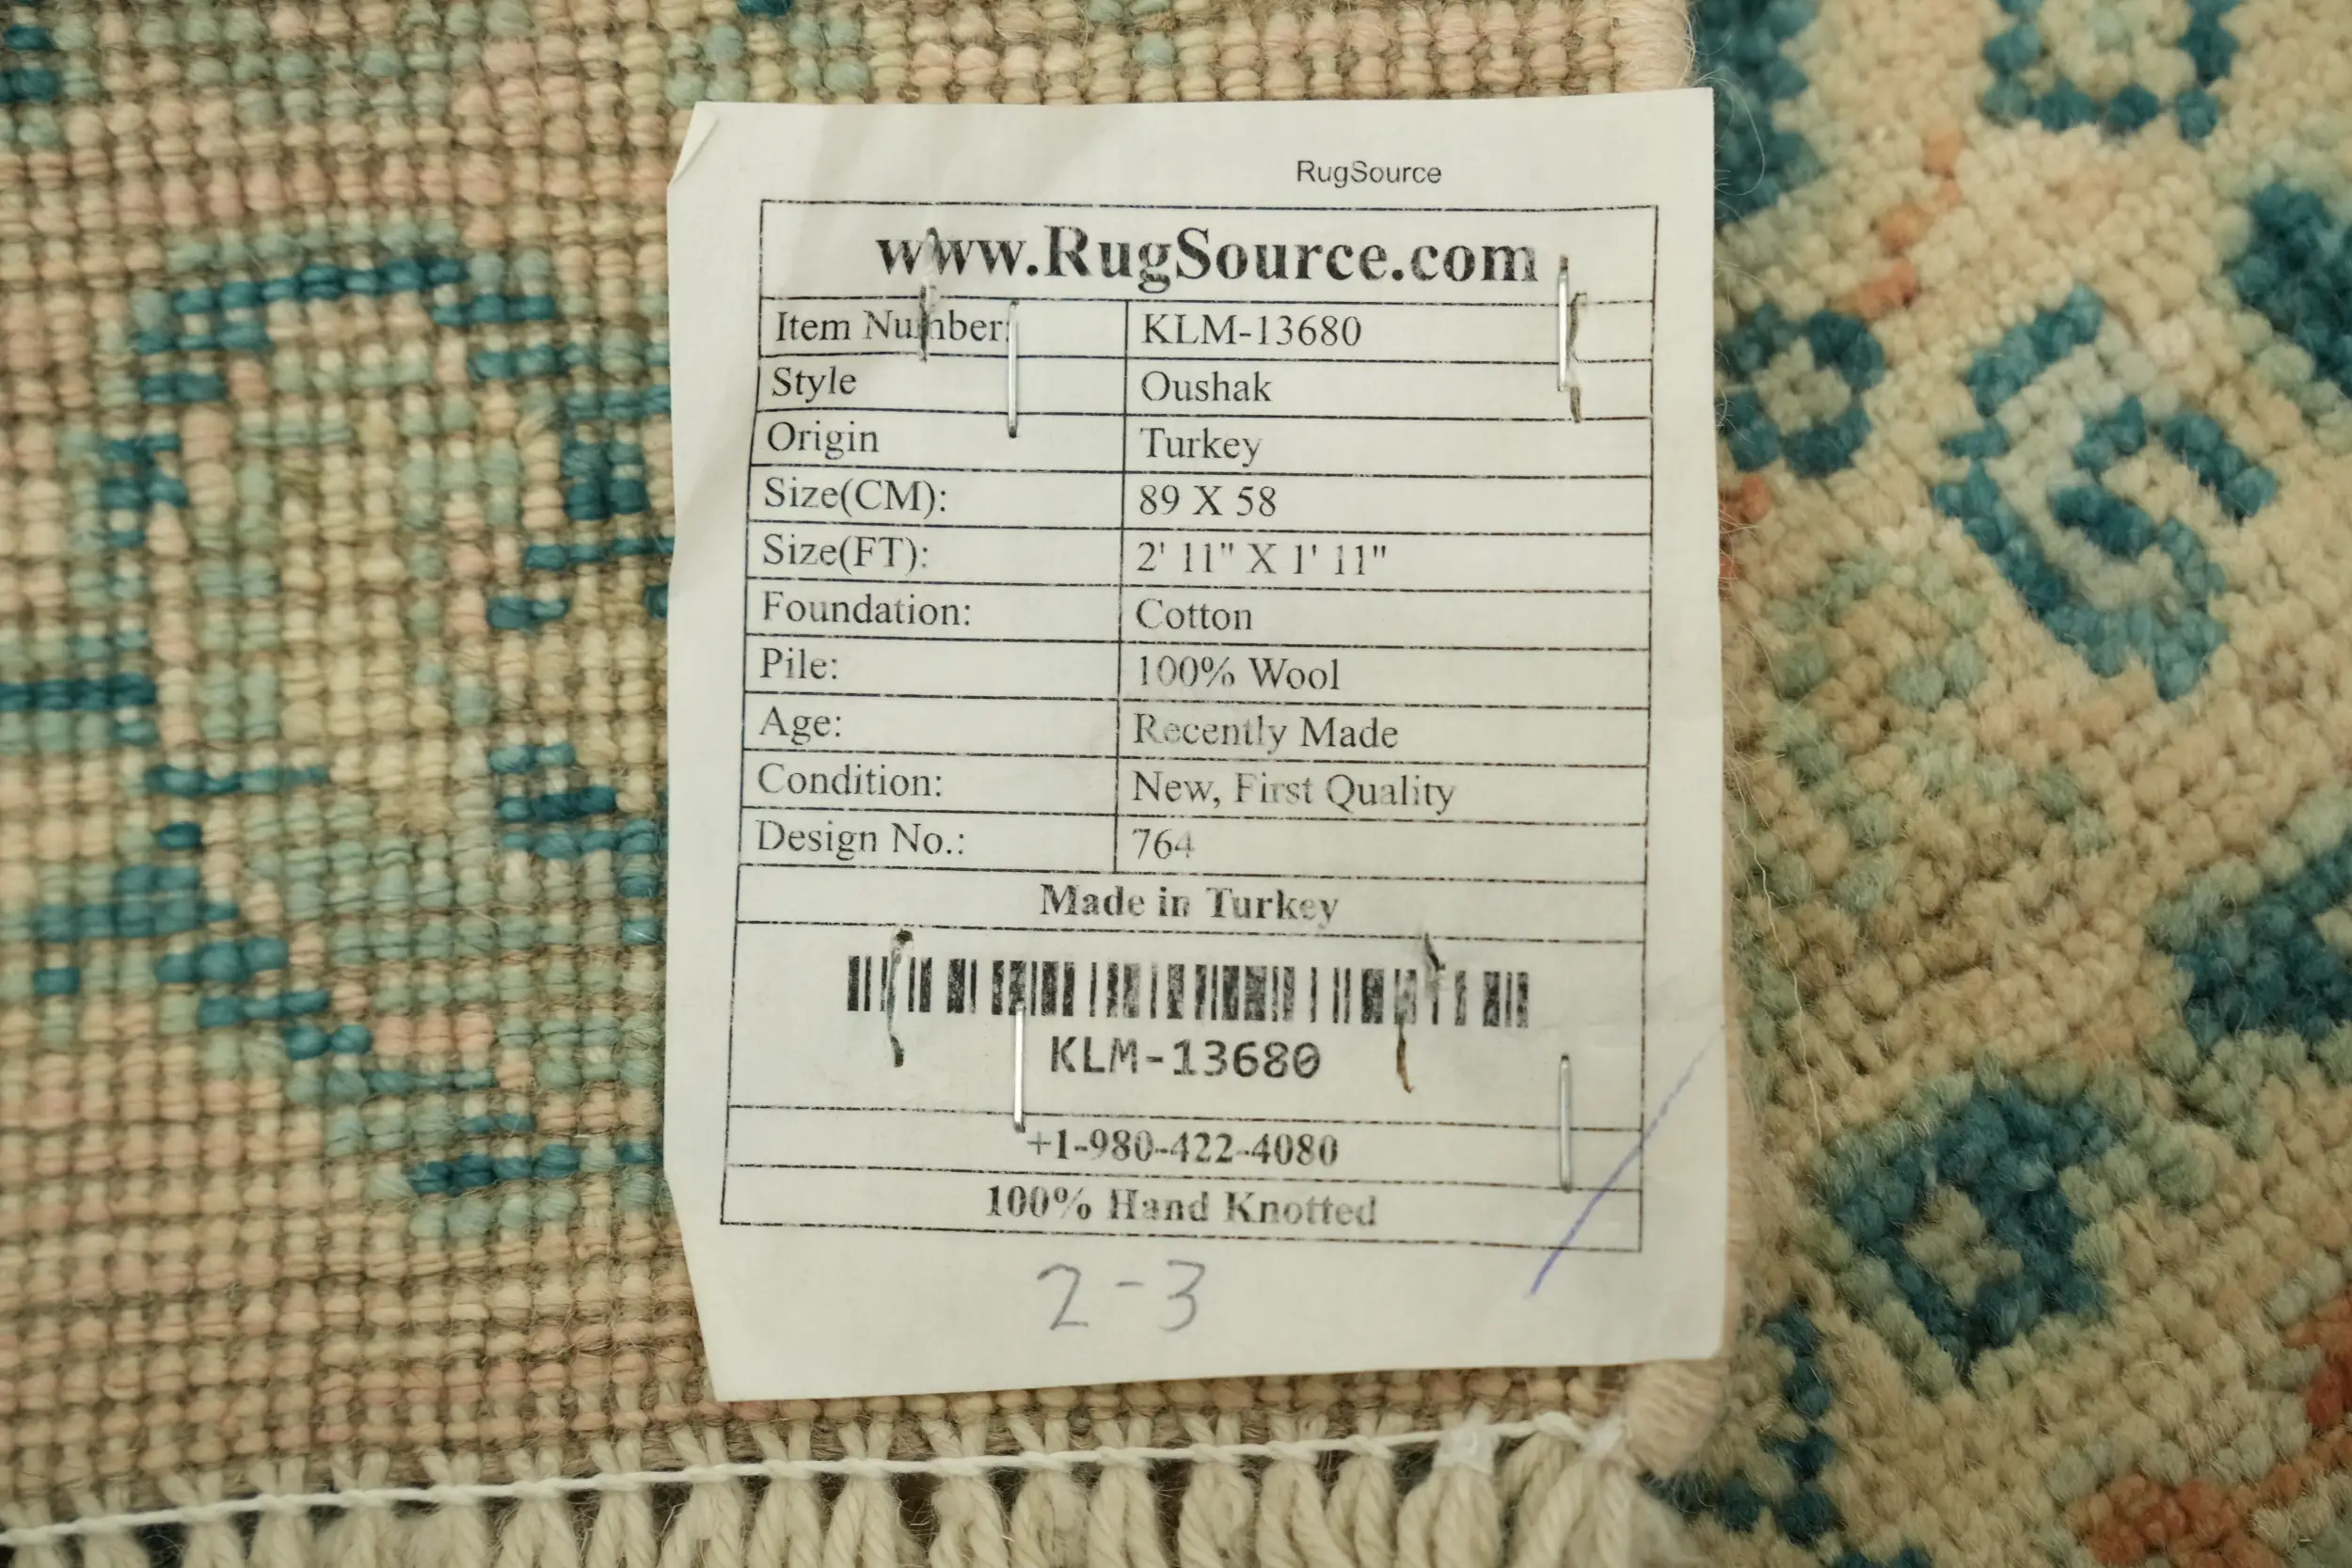 RugSource
www.RugSource.com
Item Number: KLM-13680
Style Oushak
Origin Turkey
Size(CM): 89 X 58
Size(FT): 2' 11" X 1' 11"
Foundation: Cotton
Pile: 100% Wool
Age: Recently Made
Condition: New, First Quality
Design No.: 764
Made in Turkey
KLM-13680
+1-980-422-4080
100% Hand Knotted
2-3